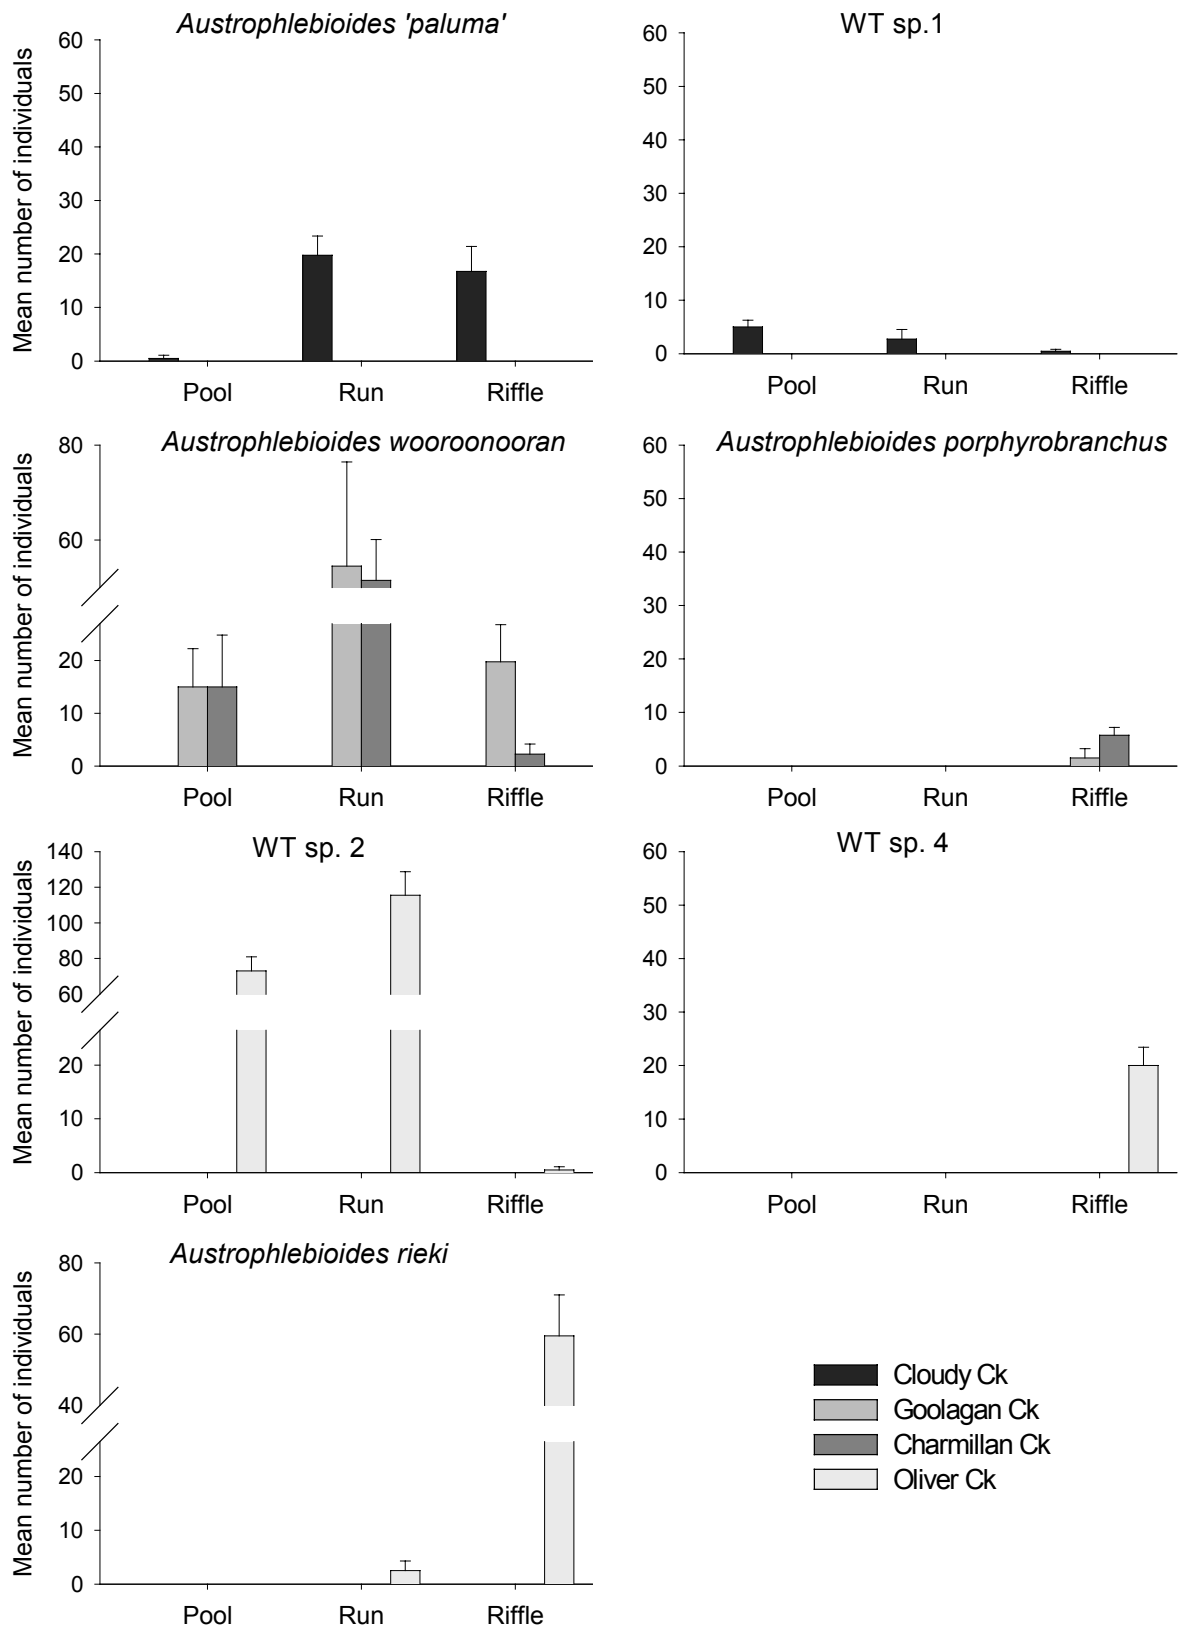 Austrophlebioides 'paluma'
Mean number of individuals
60
50
40
30
20
10
0
Pool Run Riffle
WT sp.1
60
50
40
30
20
10
0
Pool Run Riffle
Austrophlebioides wooroonooran
Mean number of individuals
80
60
20
10
0
Pool Run Riffle
Austrophlebioides porphyrobranchus
60
50
40
30
20
10
0
Pool Run Riffle
WT sp. 2
Mean number of individuals
140
120
100
80
60
20
10
0
Pool Run Riffle
WT sp. 4
60
50
40
30
20
10
0
Pool Run Riffle
Austrophlebioides rieki
Mean number of individuals
80
60
40
20
10
0
Pool Run Riffle
Cloudy Ck
Goolagan Ck
Charmillan Ck
Oliver Ck